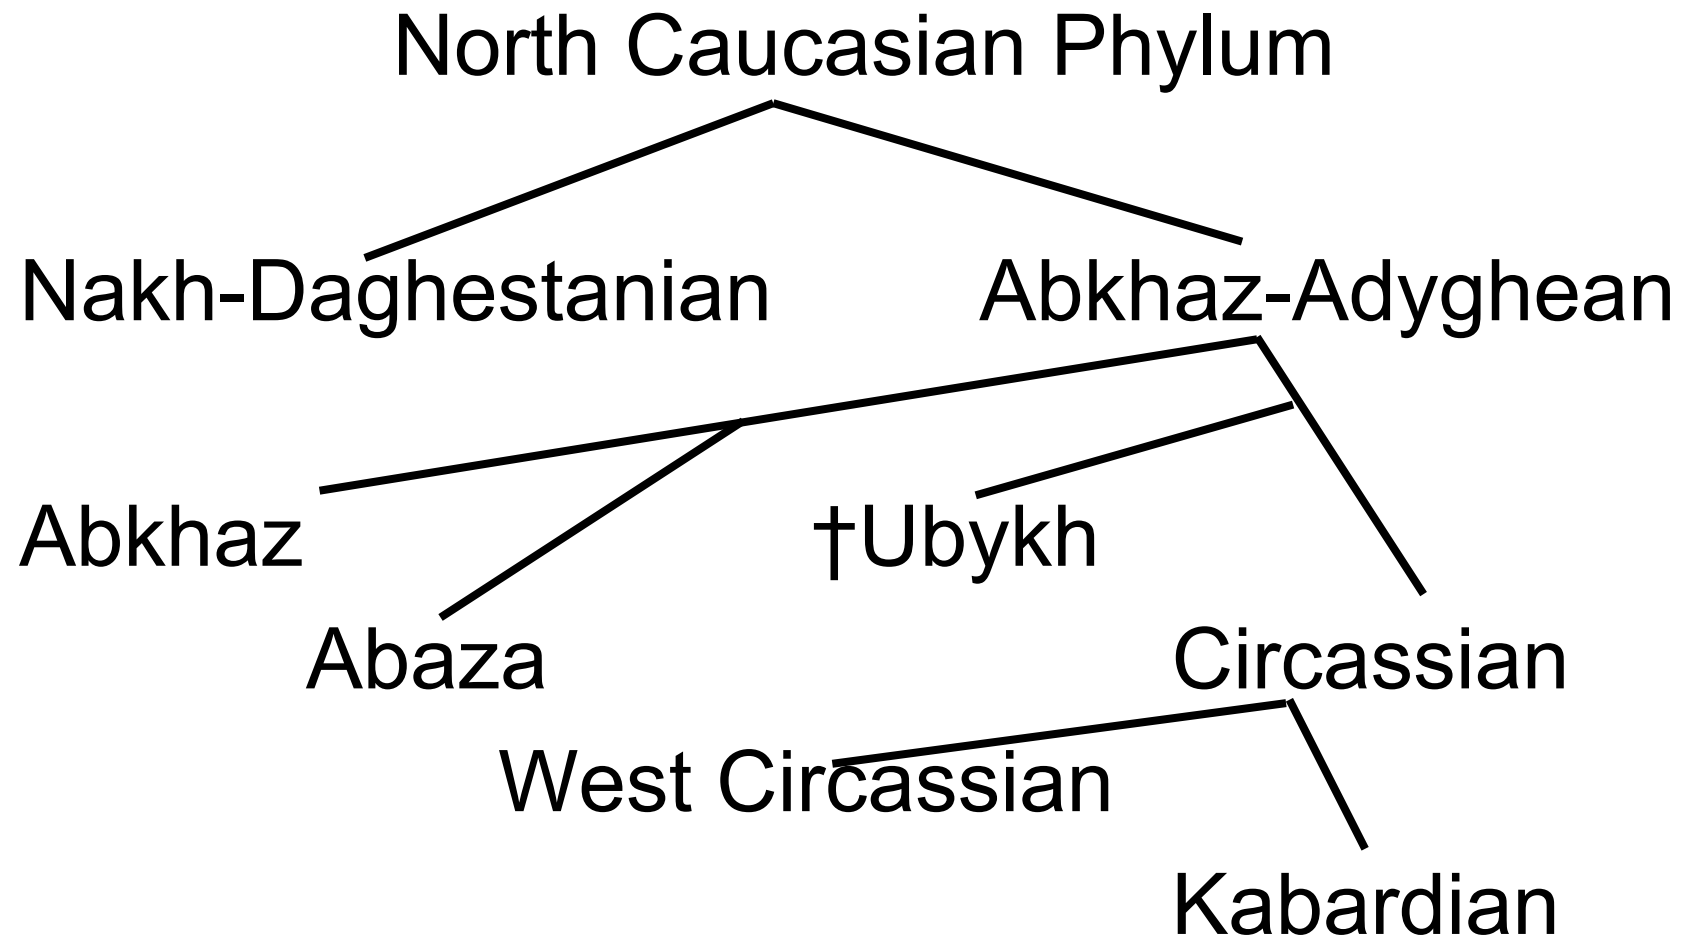 North Caucasian Phylum
Nakh-Daghestanian
Abkhaz-Adyghean
Abkhaz
†Ubykh
Abaza
Circassian
West Circassian
Kabardian